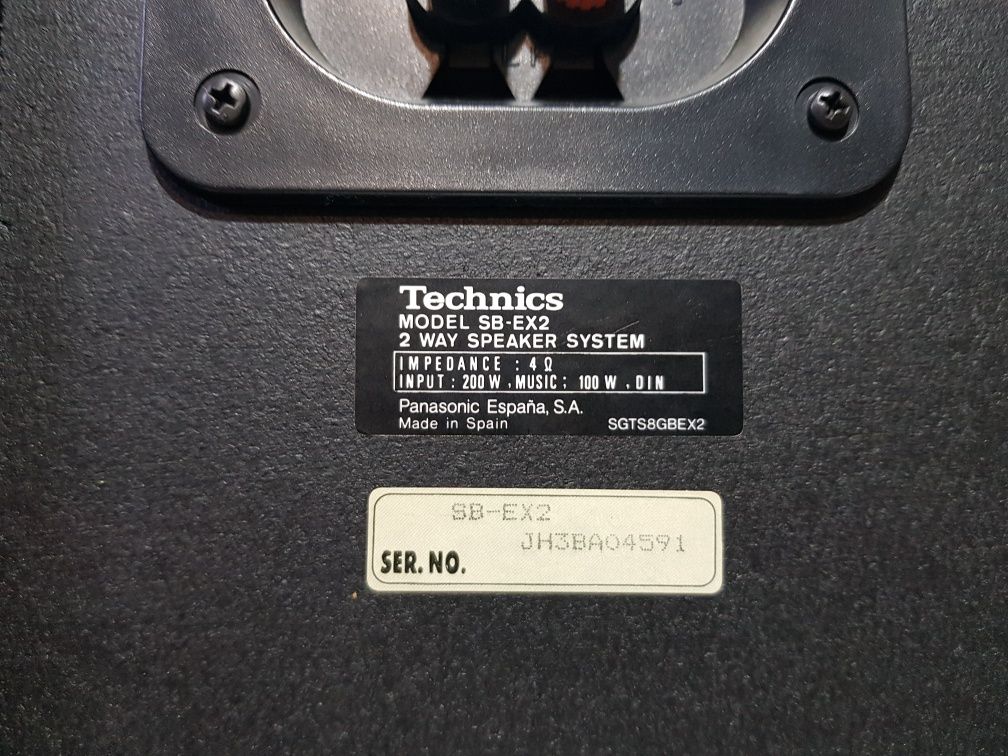 Technics
MODEL SB-EX2
2 WAY SPEAKER SYSTEM
IMPEDANCE : 4 Ω
INPUT : 200 W , MUSIC ; 100 W , DIN
Panasonic España, S.A.
Made in Spain SGTS8GBEX2
SB-EX2
JH3BA04591
SER. NO.